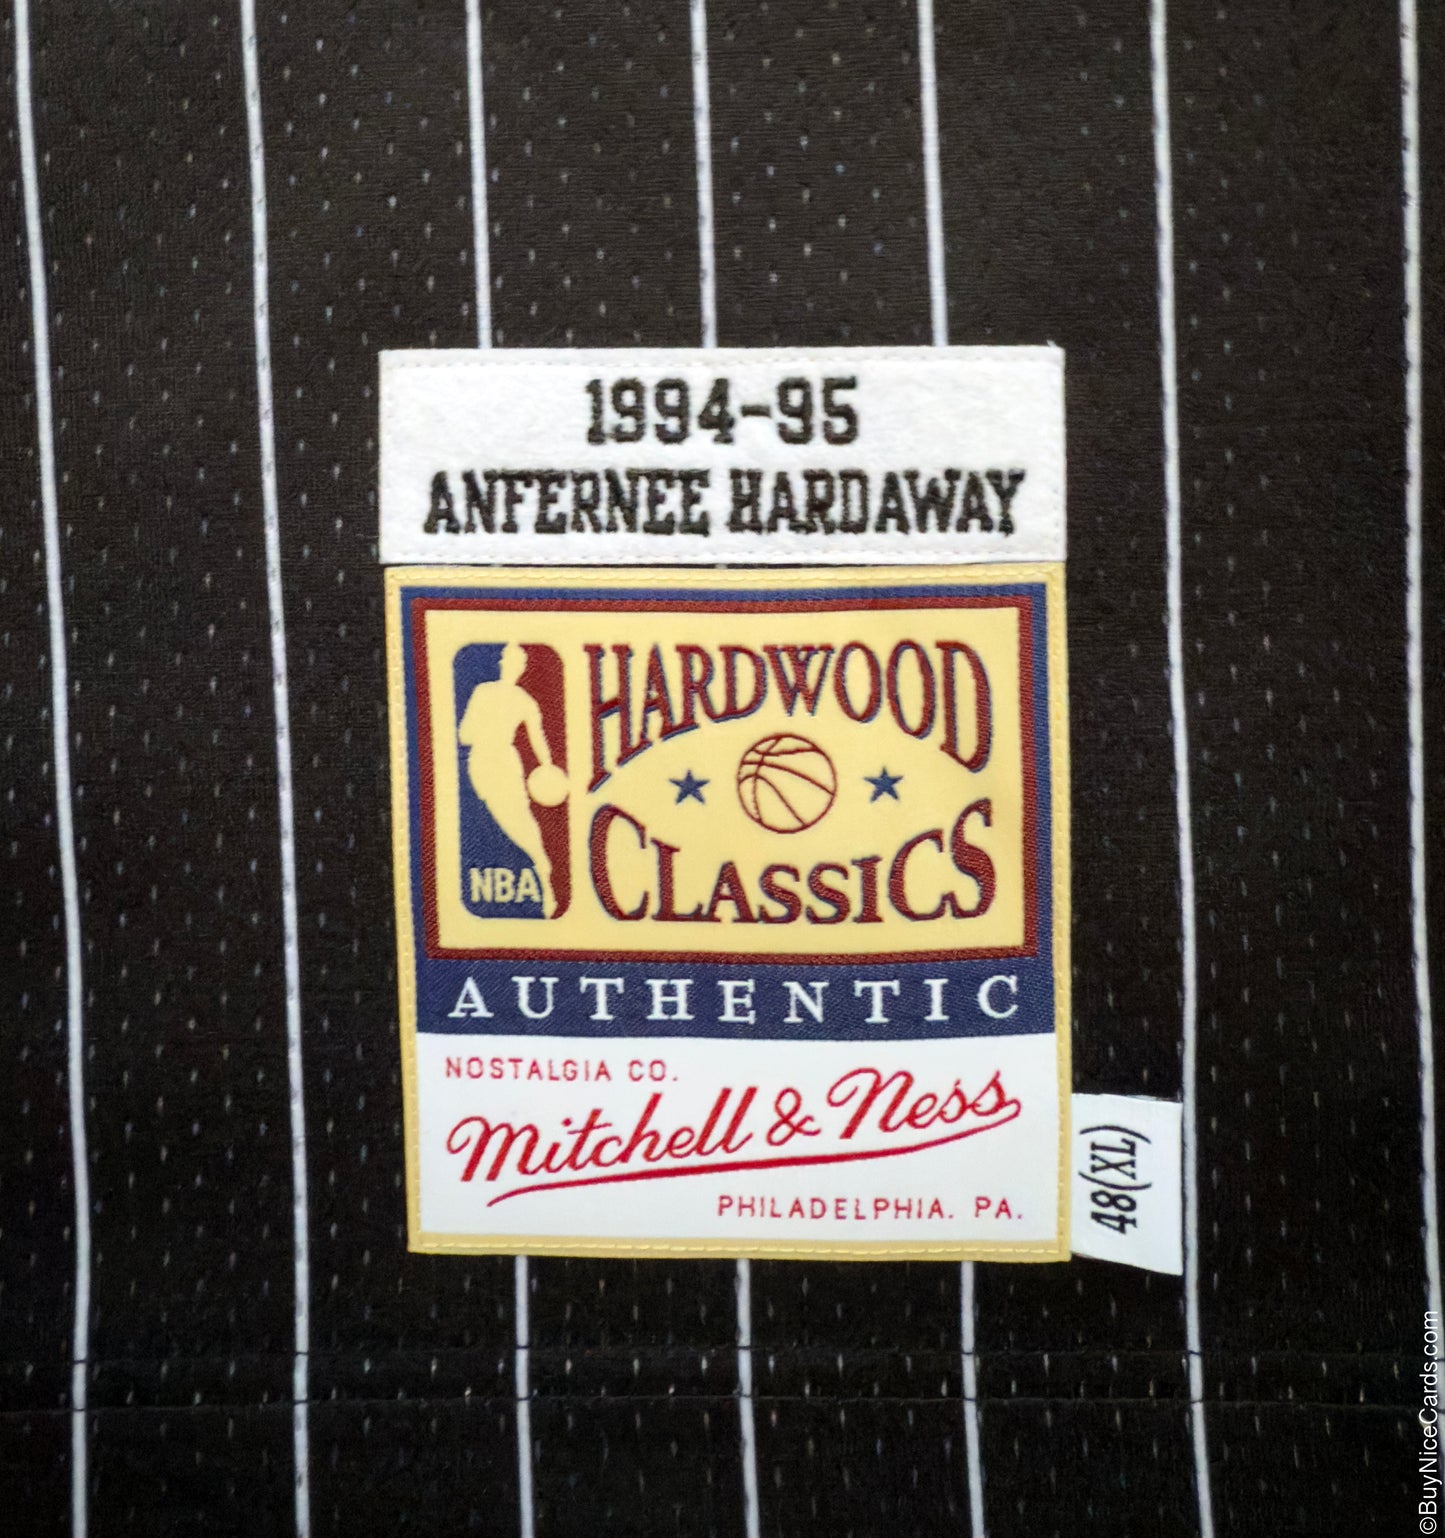 1994-95
ANFERNEE HARDAWAY
HARDWOOD
CLASSICS
NBA
AUTHENTIC
NOSTALGIA CO.
Mitchell & Ness
PHILADELPHIA. PA.
48(XL)
©BuyNiceCards.com